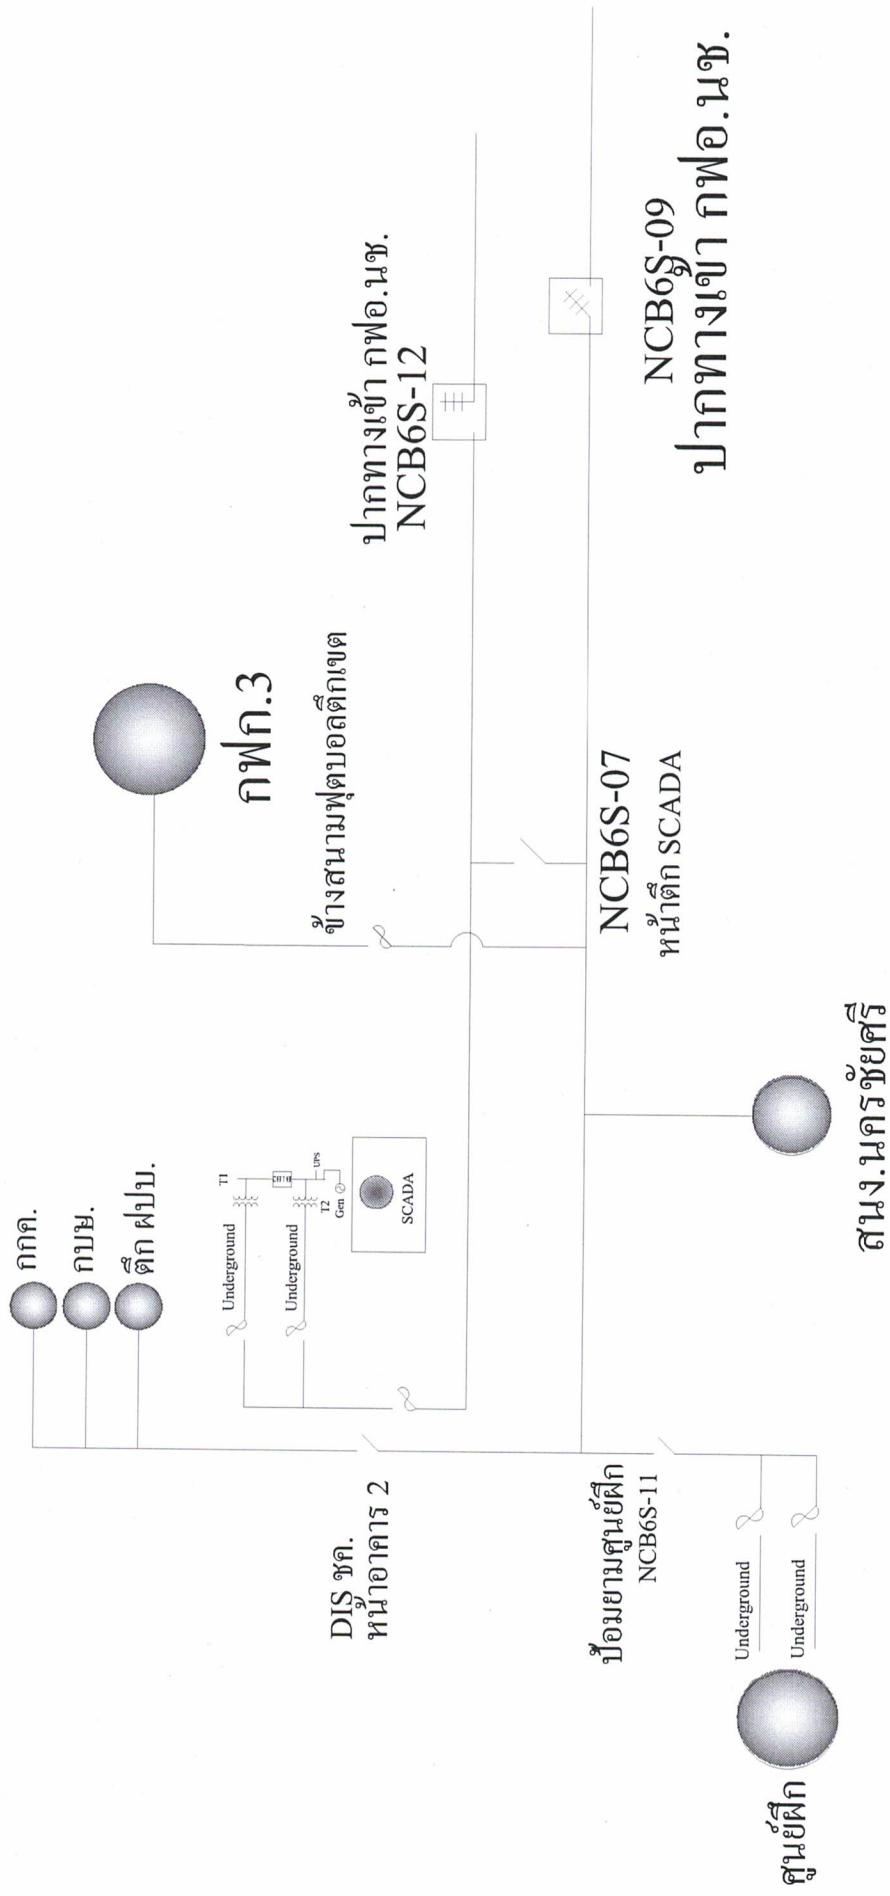 กกค.
กบษ.
ตึก ฝปบ.
กฟก.3
ข้างสนามฟุตบอลตึกเขต
ปากทางเข้า กฟอ.นช.
NCB6S-12
NCB6S-09
ปากทางเข้า กฟอ.นช.
T1
Underground
UPS
T2
Gen
Underground
SCADA
NCB6S-07
หน้าตึก SCADA
DIS ชค.
หน้าอาคาร 2
ป้อมยามศูนย์ฝึก
NCB6S-11
Underground
Underground
ศูนย์ฝึก
สนง.นครชัยศรี